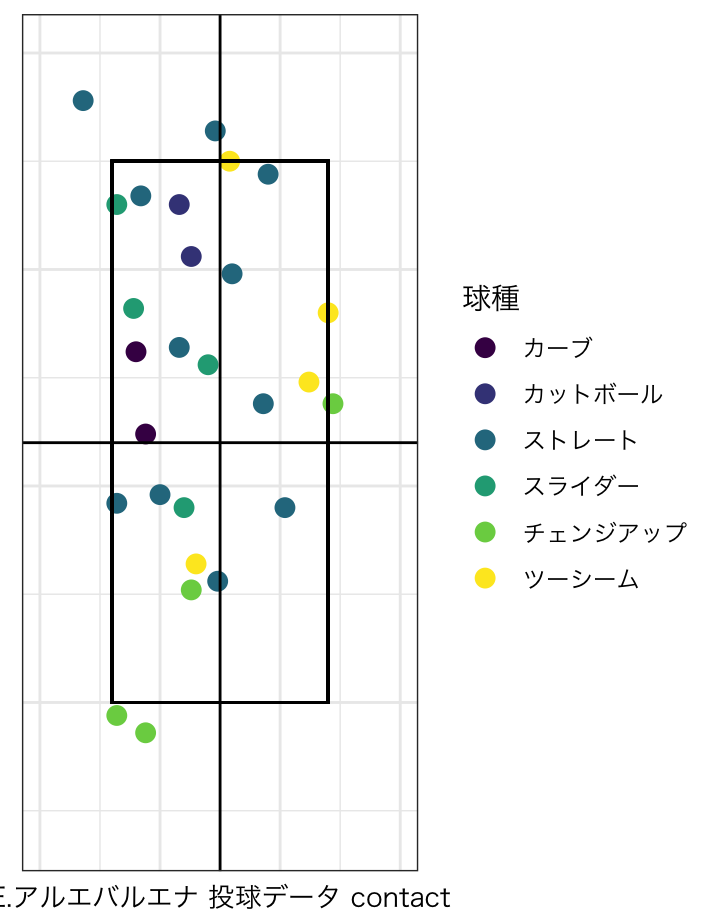 球種
カーブ
カットボール
ストレート
スライダー
チェンジアップ
ツーシーム
E.アルエバルエナ 投球データ contact